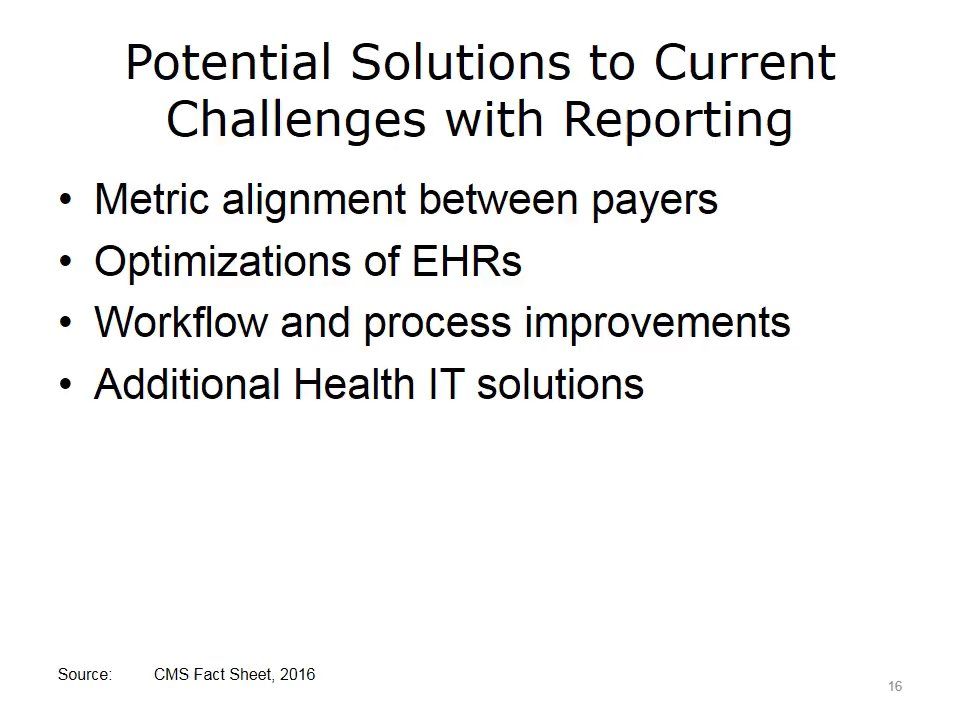 Potential Solutions to Current
Challenges with Reporting
• Metric alignment between payers
• Optimizations of EHRs
• Workflow and process improvements
• Additional Health IT solutions
Source: CMS Fact Sheet, 2016
16